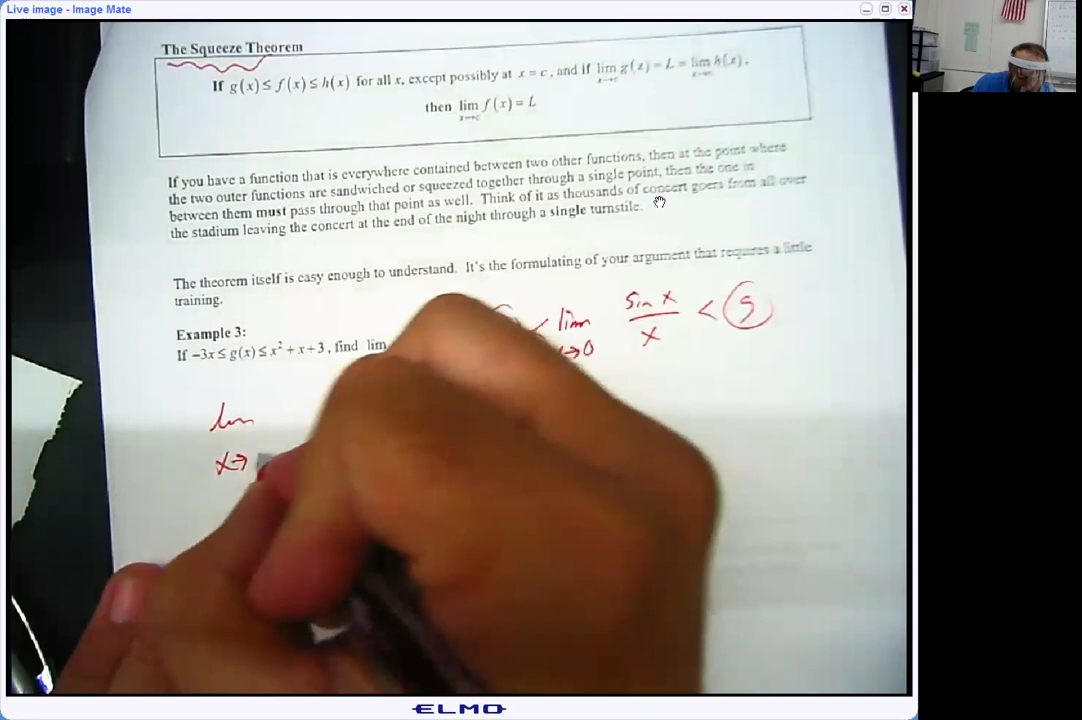 Live image - Image Mate
The Squeeze Theorem
If g(x) ≤ f(x) ≤ h(x) for all x, except possibly at x = c, and if lim g(x) = L = lim h(x),
x→c x→c
then lim f(x) = L
x→c
If you have a function that is everywhere contained between two other functions, then at the point where
the two outer functions are sandwiched or squeezed together through a single point, then the one in
between them must pass through that point as well. Think of it as thousands of concert goers from all over
the stadium leaving the concert at the end of the night through a single turnstile.
The theorem itself is easy enough to understand. It's the formulating of your argument that requires a little
training.
lim sin x / x < 5
→0
Example 3:
If −3x ≤ g(x) ≤ x² + x + 3, find lim
lim
x→
ELMO